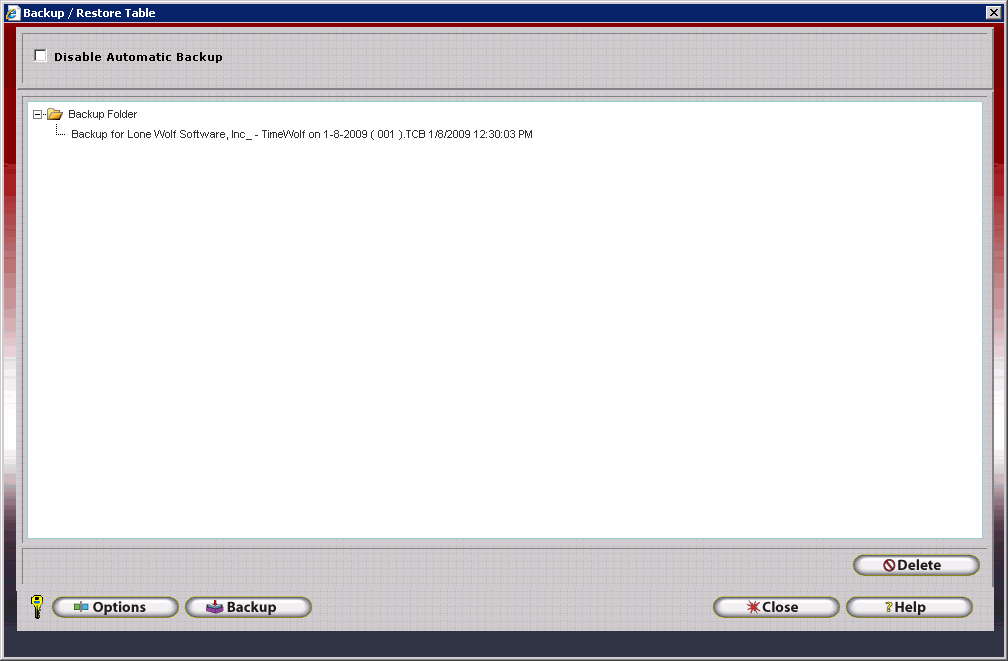 Backup / Restore Table
Disable Automatic Backup
Backup Folder
Backup for Lone Wolf Software, Inc_ - TimeWolf on 1-8-2009 ( 001 ).TCB 1/8/2009 12:30:03 PM
Delete
Options
Backup
Close
Help